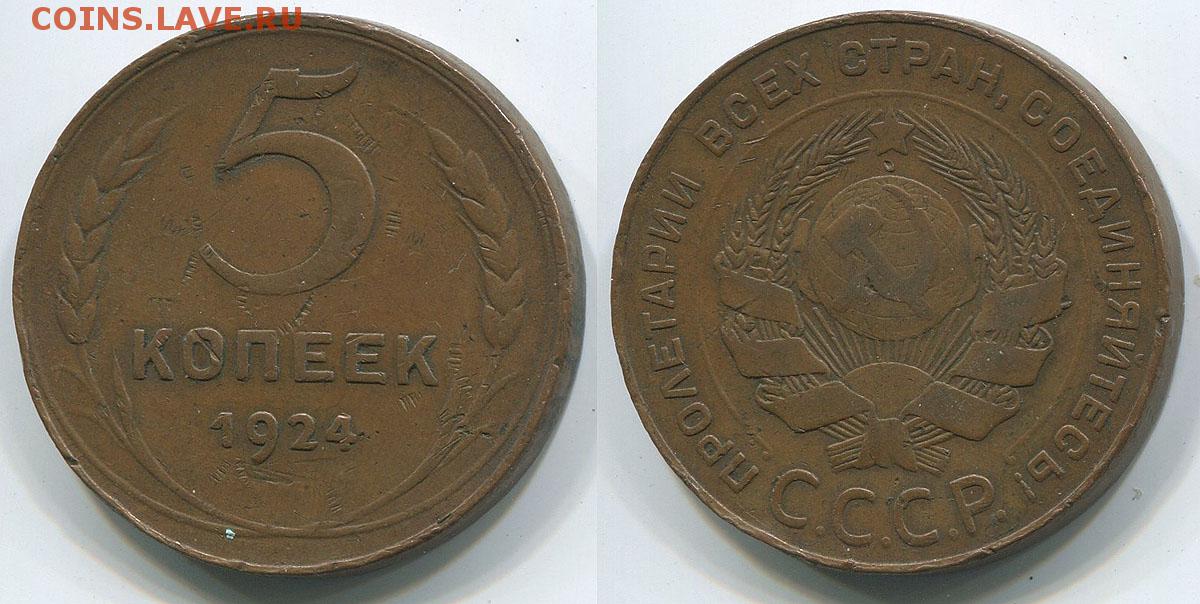 COINS.LAVE.RU
5
КОПЕЕК
1924
ПРОЛЕТАРИИ ВСЕХ СТРАН, СОЕДИНЯЙТЕСЬ!
С.С.С.Р.